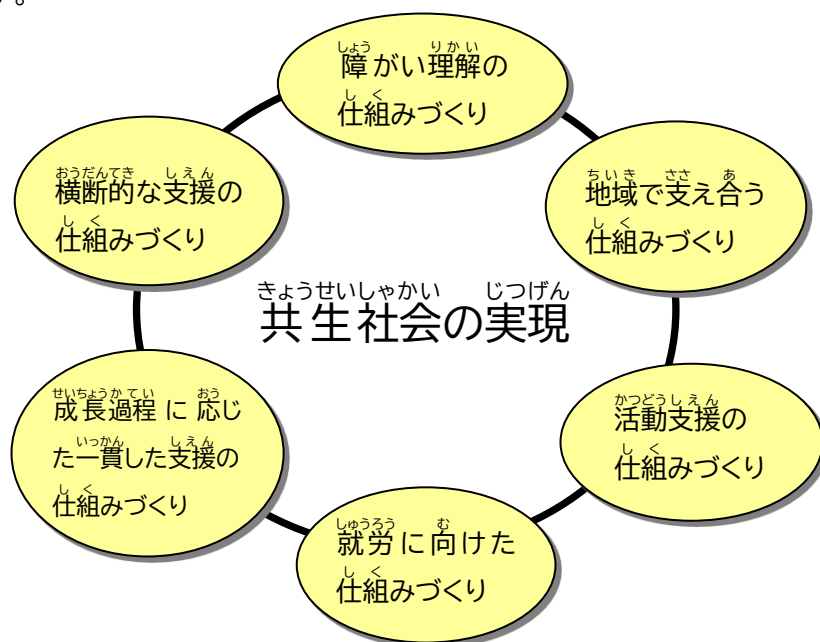 。
しょう りかい
障がい理解の
しく
仕組みづくり
ちいき ささ あ
地域で支え合う
しく
仕組みづくり
かつどうしえん
活動支援の
しく
仕組みづくり
しゅうろう む
就労に向けた
しく
仕組みづくり
せいちょうかてい おう
成長過程に応じ
いっかん しえん
た一貫した支援の
しく
仕組みづくり
おうだんてき しえん
横断的な支援の
しく
仕組みづくり
きょうせいしゃかい じつげん
共生社会の実現